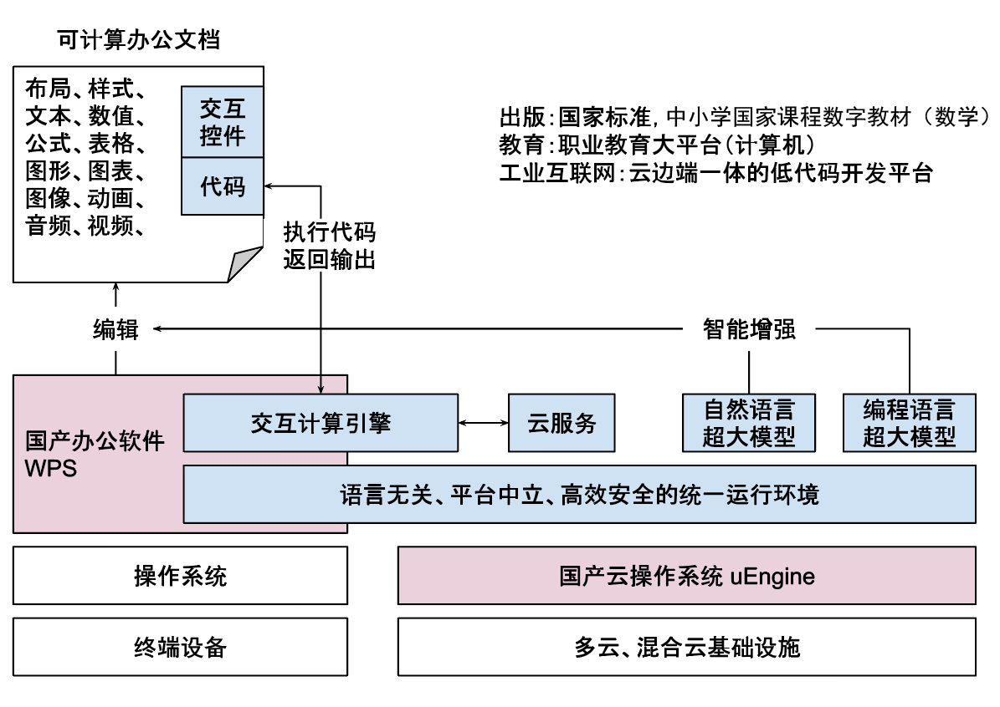 可计算办公文档
布局、样式、
文本、数值、
公式、表格、
图形、图表、
图像、动画、
音频、视频、
交互
控件
代码
出版：国家标准，中小学国家课程数字教材（数学）
教育：职业教育大平台（计算机）
工业互联网：云边端一体的低代码开发平台
执行代码
返回输出
编辑
智能增强
国产办公软件
WPS
交互计算引擎
云服务
自然语言
超大模型
编程语言
超大模型
语言无关、平台中立、高效安全的统一运行环境
操作系统
国产云操作系统 uEngine
终端设备
多云、混合云基础设施